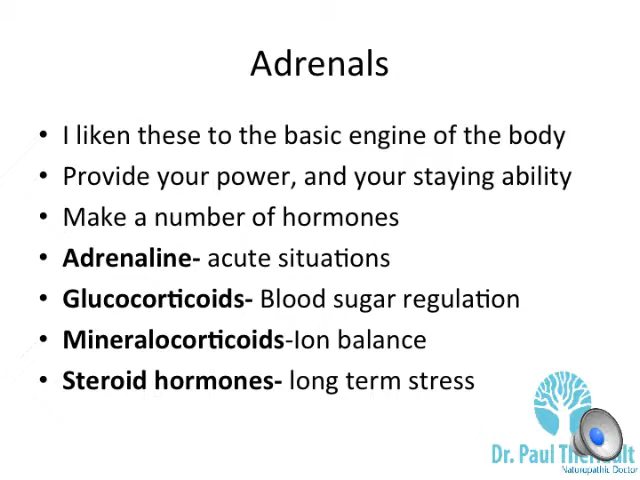 Adrenals
• I liken these to the basic engine of the body
• Provide your power, and your staying ability
• Make a number of hormones
• Adrenaline- acute situations
• Glucocorticoids- Blood sugar regulation
• Mineralocorticoids-Ion balance
• Steroid hormones- long term stress
Dr. Paul
Naturopathic Doctor